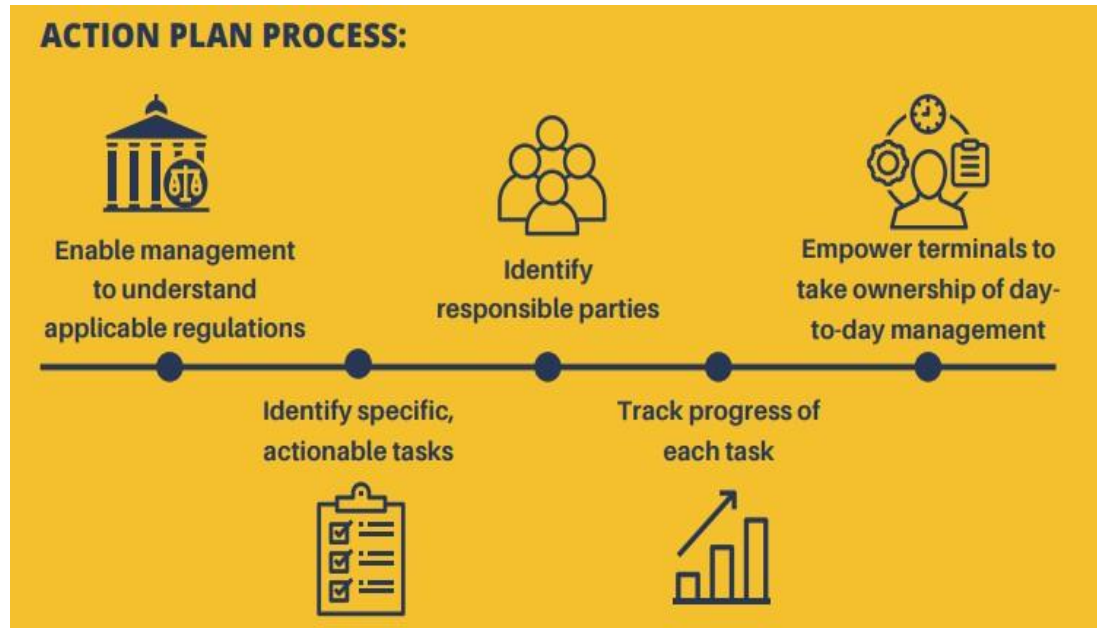 ACTION PLAN PROCESS:
Enable management
to understand
applicable regulations
Identify specific,
actionable tasks
Identify
responsible parties
Track progress of
each task
Empower terminals to
take ownership of day-
to-day management